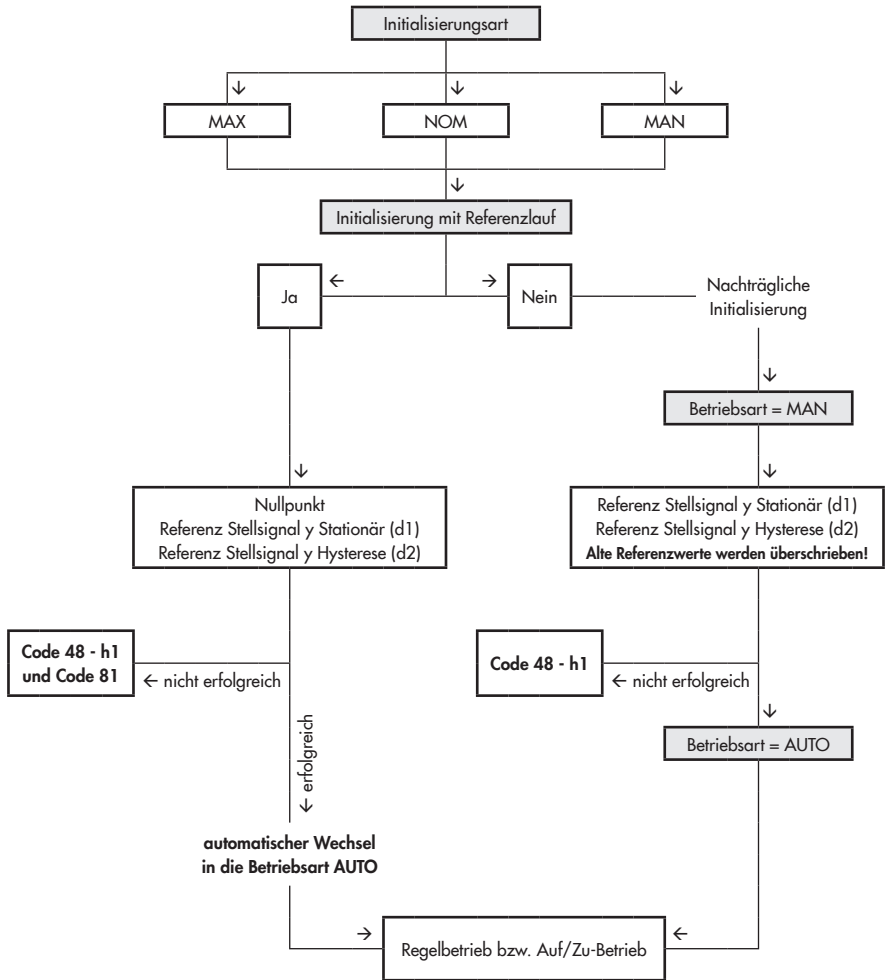 Initialisierungsart
MAX
NOM
MAN
Initialisierung mit Referenzlauf
Ja
Nein
Nachträgliche
Initialisierung
Betriebsart = MAN
Nullpunkt
Referenz Stellsignal y Stationär (d1)
Referenz Stellsignal y Hysterese (d2)
Referenz Stellsignal y Stationär (d1)
Referenz Stellsignal y Hysterese (d2)
Alte Referenzwerte werden überschrieben!
Code 48 - h1
und Code 81
← nicht erfolgreich
Code 48 - h1
← nicht erfolgreich
← erfolgreich
Betriebsart = AUTO
automatischer Wechsel
in die Betriebsart AUTO
Regelbetrieb bzw. Auf/Zu-Betrieb